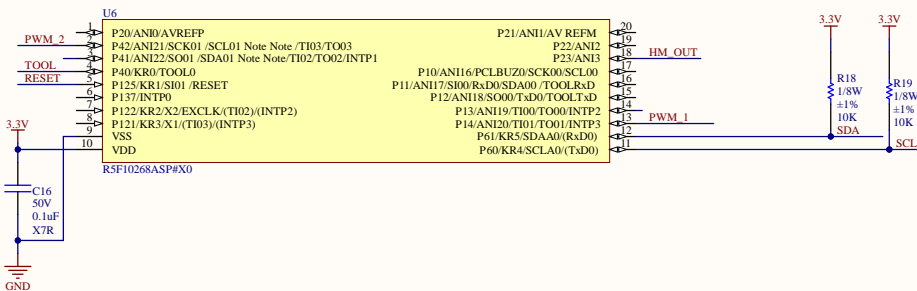 U6
1 P20/ANI0/AVREFP
PWM_2 2 P42/ANI21/SCK01 /SCL01 Note Note /TI03/TO03
3 P41/ANI22/SO01 /SDA01 Note Note/TI02/TO02/INTP1
TOOL 4 P40/KR0/TOOL0
RESET 5 P125/KR1/SI01 /RESET
6 P137/INTP0
7 P122/KR2/X2/EXCLK/(TI02)/(INTP2)
8 P121/KR3/X1/(TI03)/(INTP3)
9 VSS
10 VDD
R5F10268ASP#X0
P21/ANI1/AV REFM 20
P22/ANI2 19
P23/ANI3 18 HM_OUT
P10/ANI16/PCLBUZ0/SCK00/SCL00 17
P11/ANI17/SI00/RxD0/SDA00 /TOOLRxD 16
P12/ANI18/SO00/TxD0/TOOLTxD 15
P13/ANI19/TI00/TO00/INTP2 14
P14/ANI20/TI01/TO01/INTP3 13 PWM_1
P61/KR5/SDAA0/(RxD0) 12 SDA
P60/KR4/SCLA0/(TxD0) 11 SCL
3.3V
C16
50V
0.1uF
X7R
GND
3.3V
R18
1/8W
±1%
10K
3.3V
R19
1/8W
±1%
10K